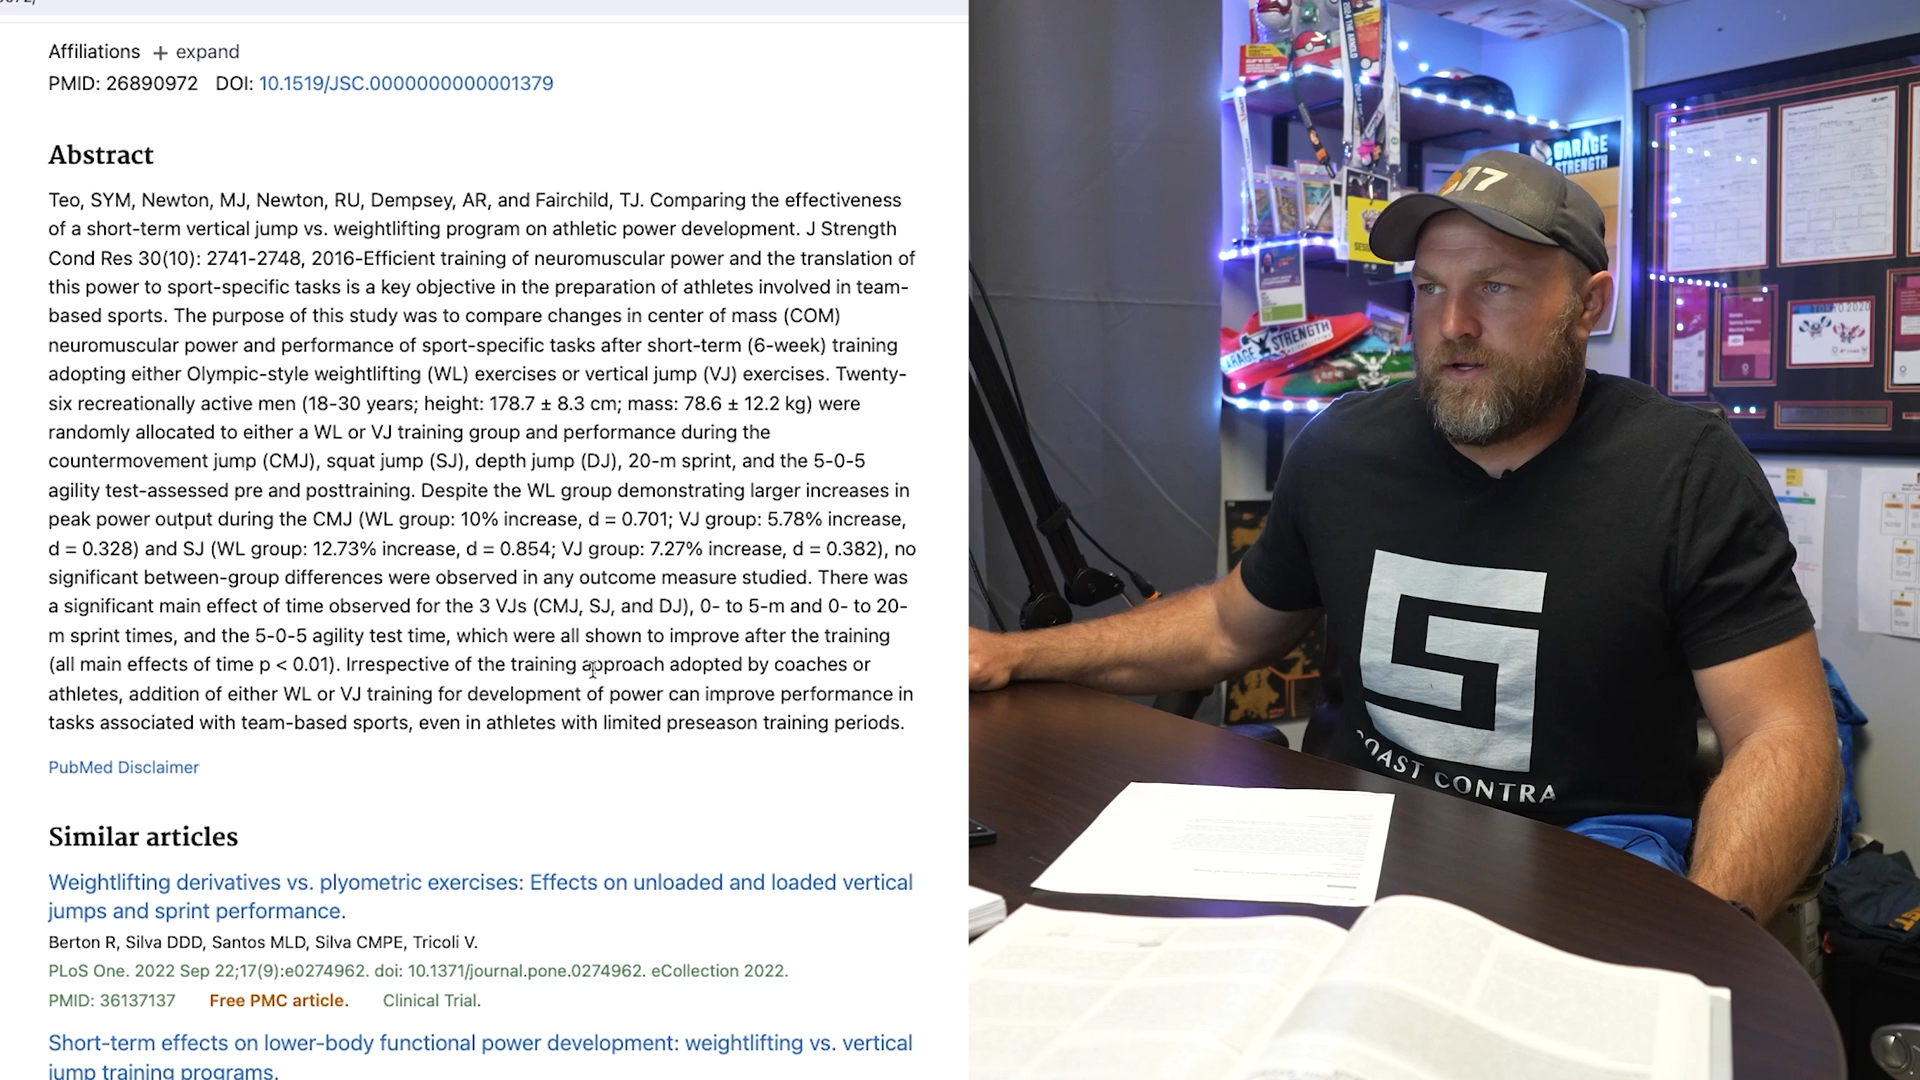 Affiliations + expand
PMID: 26890972 DOI: 10.1519/JSC.0000000000001379
Abstract
Teo, SYM, Newton, MJ, Newton, RU, Dempsey, AR, and Fairchild, TJ. Comparing the effectiveness
of a short-term vertical jump vs. weightlifting program on athletic power development. J Strength
Cond Res 30(10): 2741-2748, 2016-Efficient training of neuromuscular power and the translation of
this power to sport-specific tasks is a key objective in the preparation of athletes involved in team-
based sports. The purpose of this study was to compare changes in center of mass (COM)
neuromuscular power and performance of sport-specific tasks after short-term (6-week) training
adopting either Olympic-style weightlifting (WL) exercises or vertical jump (VJ) exercises. Twenty-
six recreationally active men (18-30 years; height: 178.7 ± 8.3 cm; mass: 78.6 ± 12.2 kg) were
randomly allocated to either a WL or VJ training group and performance during the
countermovement jump (CMJ), squat jump (SJ), depth jump (DJ), 20-m sprint, and the 5-0-5
agility test-assessed pre and posttraining. Despite the WL group demonstrating larger increases in
peak power output during the CMJ (WL group: 10% increase, d = 0.701; VJ group: 5.78% increase,
d = 0.328) and SJ (WL group: 12.73% increase, d = 0.854; VJ group: 7.27% increase, d = 0.382), no
significant between-group differences were observed in any outcome measure studied. There was
a significant main effect of time observed for the 3 VJs (CMJ, SJ, and DJ), 0- to 5-m and 0- to 20-
m sprint times, and the 5-0-5 agility test time, which were all shown to improve after the training
(all main effects of time p < 0.01). Irrespective of the training approach adopted by coaches or
athletes, addition of either WL or VJ training for development of power can improve performance in
tasks associated with team-based sports, even in athletes with limited preseason training periods.
PubMed Disclaimer
Similar articles
Weightlifting derivatives vs. plyometric exercises: Effects on unloaded and loaded vertical
jumps and sprint performance.
Berton R, Silva DDD, Santos MLD, Silva CMPE, Tricoli V.
PLoS One. 2022 Sep 22;17(9):e0274962. doi: 10.1371/journal.pone.0274962. eCollection 2022.
PMID: 36137137 Free PMC article. Clinical Trial.
Short-term effects on lower-body functional power development: weightlifting vs. vertical
jump training programs.
2024 THE ARNOLD
GARAGE
STRENGTH
17
GARAGE STRENGTH
OAST CONTRA